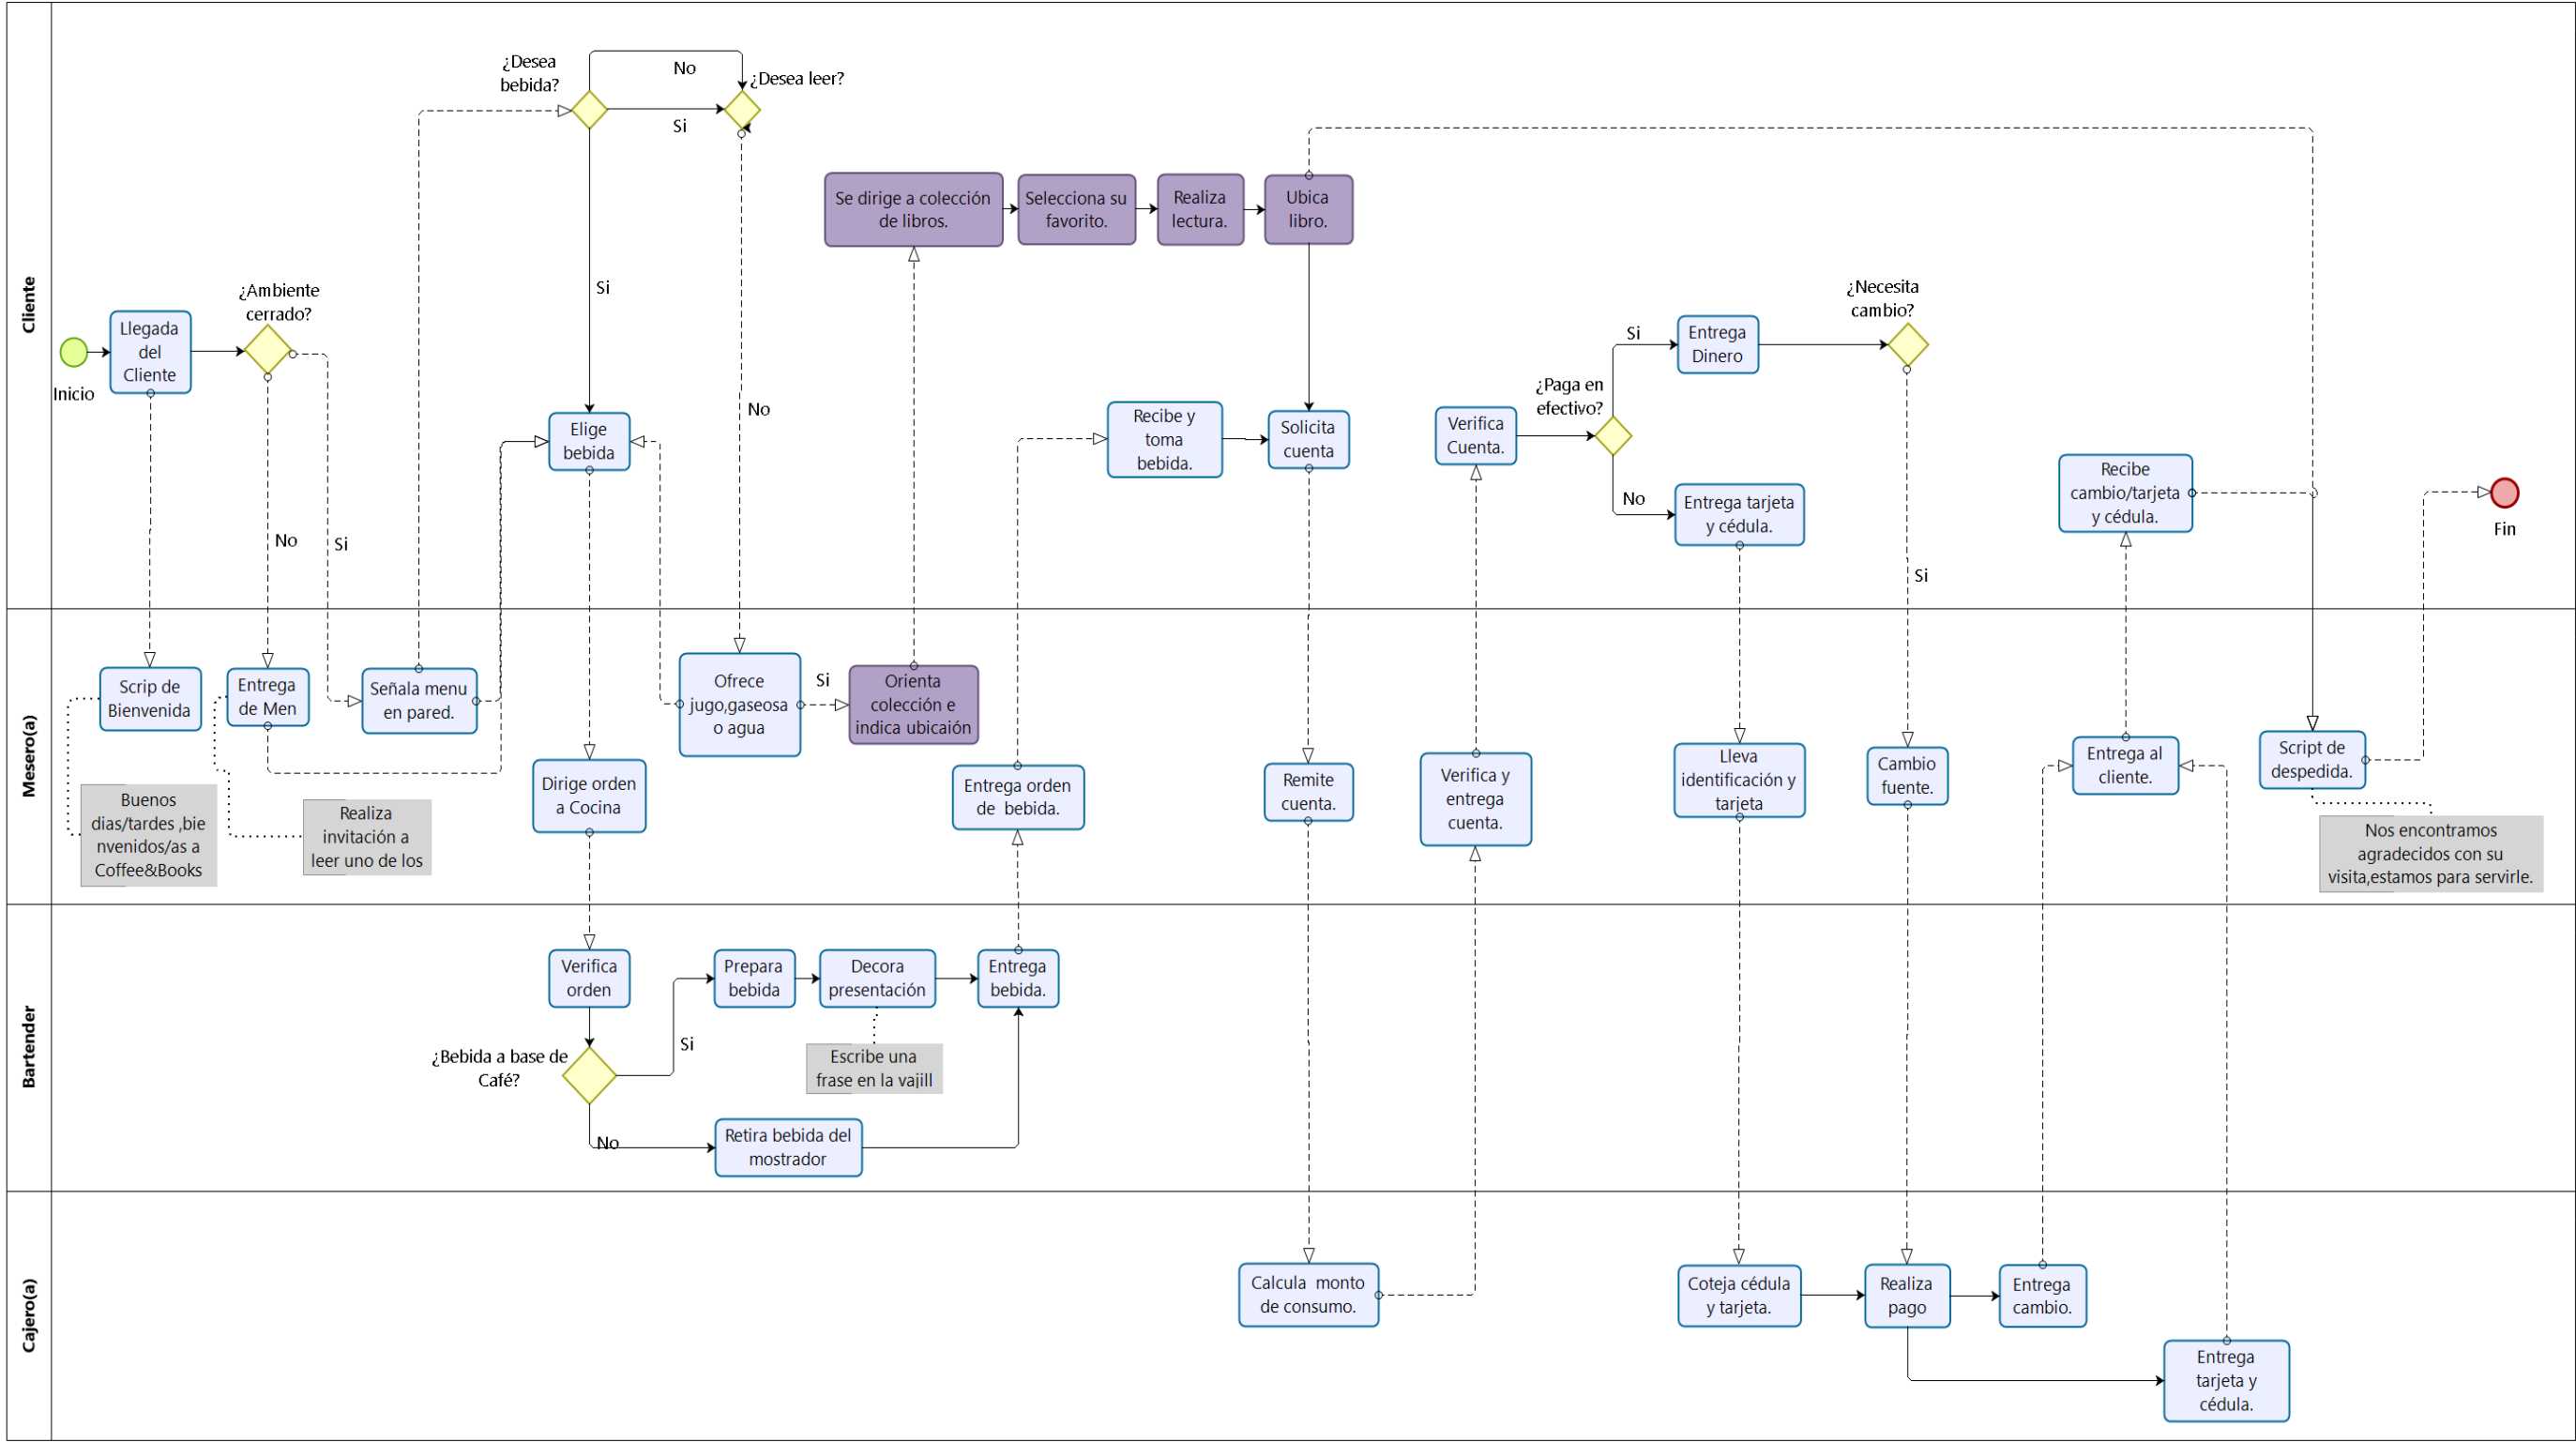 Cliente
¿Desea
bebida?
No
¿Desea leer?
Si
Se dirige a colección
de libros.
Selecciona su
favorito.
Realiza
lectura.
Ubica
libro.
Inicio
Llegada
del
Cliente
¿Ambiente
cerrado?
No
Si
Si
Elige
bebida
No
Recibe y
toma
bebida.
Solicita
cuenta
Verifica
Cuenta.
¿Paga en
efectivo?
Si
Entrega
Dinero
No
Entrega tarjeta
y cédula.
¿Necesita
cambio?
Si
Recibe
cambio/tarjeta
y cédula.
Fin
Mesero(a)
Scrip de
Bienvenida
Entrega
de Men
Señala menu
en pared.
Ofrece
jugo,gaseosa
o agua
Si
Orienta
colección e
indica ubicaión
Buenos
dias/tardes ,bie
nvenidos/as a
Coffee&Books
Realiza
invitación a
leer uno de los
Dirige orden
a Cocina
Entrega orden
de bebida.
Remite
cuenta.
Verifica y
entrega
cuenta.
Lleva
identificación y
tarjeta
Cambio
fuente.
Entrega al
cliente.
Script de
despedida.
Nos encontramos
agradecidos con su
visita,estamos para servirle.
Bartender
Verifica
orden
¿Bebida a base de
Café?
Si
Prepara
bebida
Decora
presentación
Entrega
bebida.
Escribe una
frase en la vajill
No
Retira bebida del
mostrador
Cajero(a)
Calcula monto
de consumo.
Coteja cédula
y tarjeta.
Realiza
pago
Entrega
cambio.
Entrega
tarjeta y
cédula.